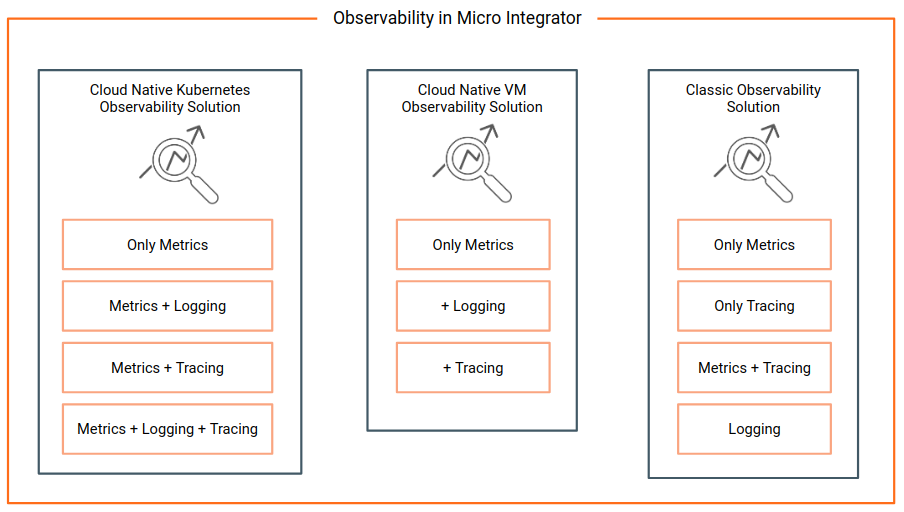 Observability in Micro Integrator
Cloud Native Kubernetes
Observability Solution
Only Metrics
Metrics + Logging
Metrics + Tracing
Metrics + Logging + Tracing
Cloud Native VM
Observability Solution
Only Metrics
+ Logging
+ Tracing
Classic Observability
Solution
Only Metrics
Only Tracing
Metrics + Tracing
Logging